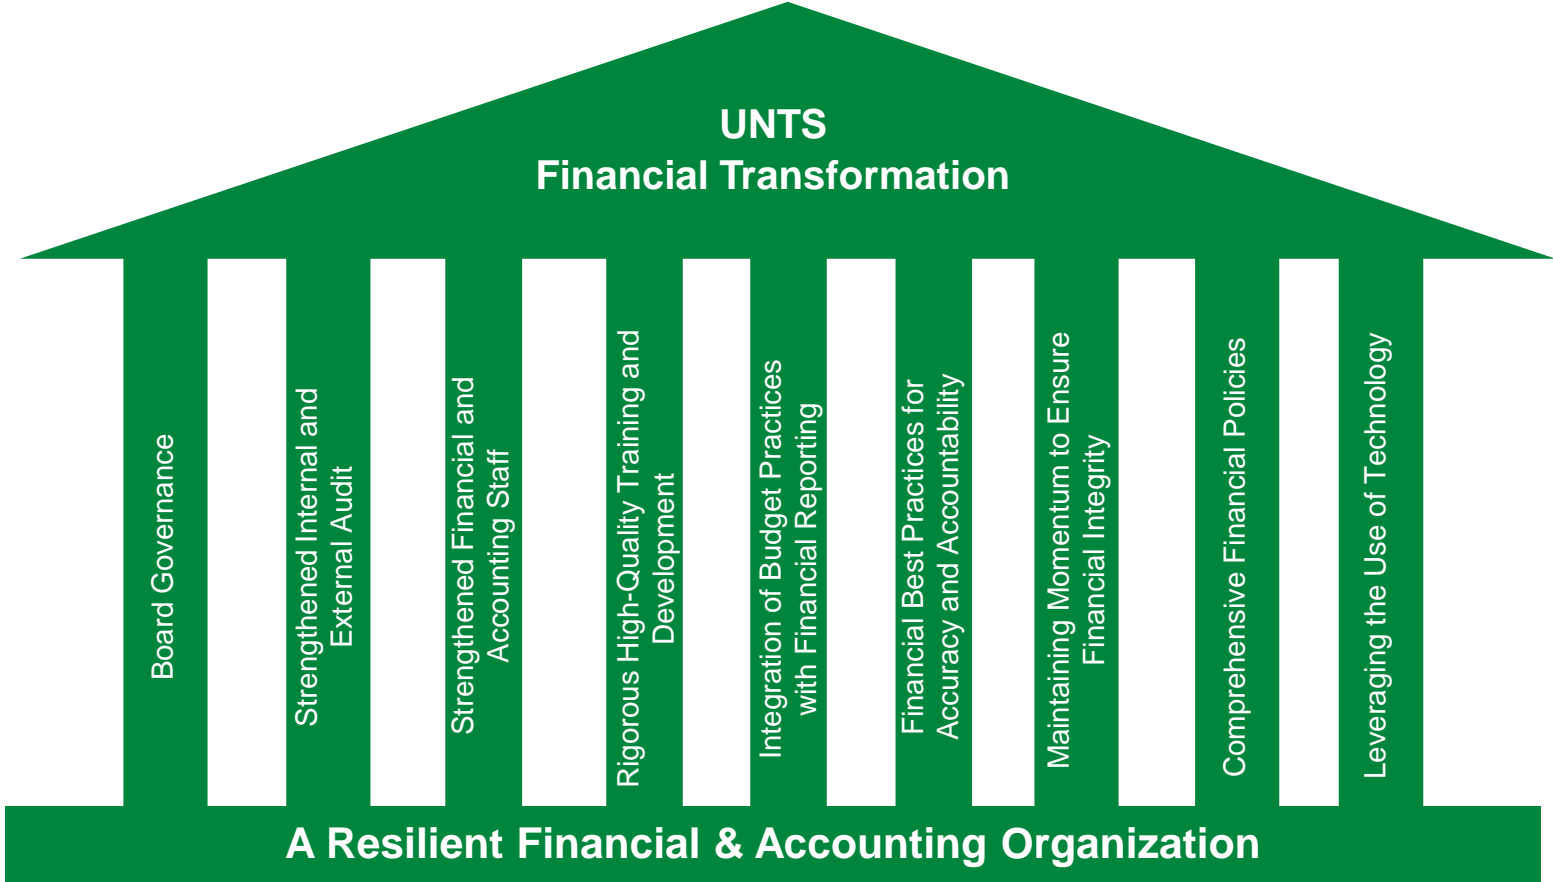 UNTS
Financial Transformation
Board Governance
Strengthened Internal and
External Audit
Strengthened Financial and
Accounting Staff
Rigorous High-Quality Training and
Development
Integration of Budget Practices
with Financial Reporting
Financial Best Practices for
Accuracy and Accountability
Maintaining Momentum to Ensure
Financial Integrity
Comprehensive Financial Policies
Leveraging the Use of Technology
A Resilient Financial & Accounting Organization